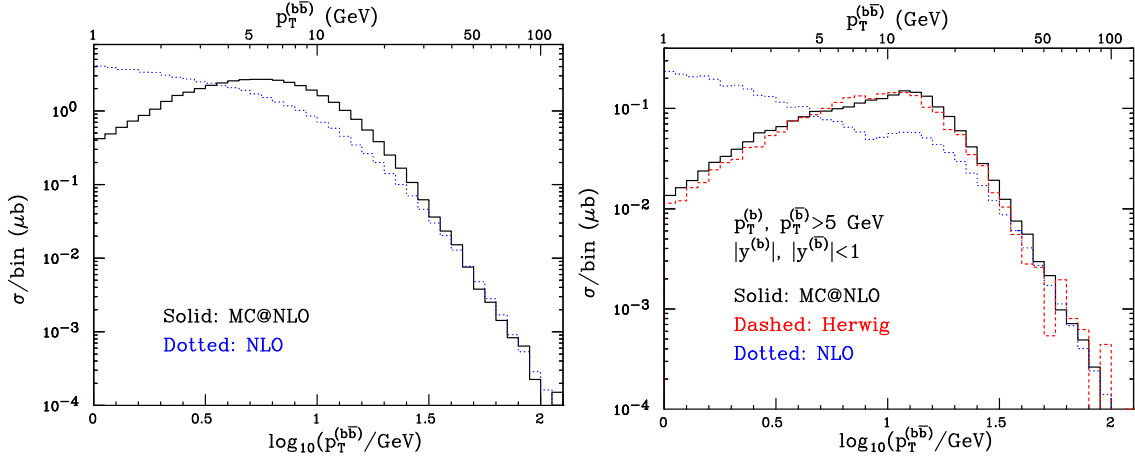 p_T^(bb̅) (GeV)
1 5 10 50 100
σ/bin (μb)
10^0
10^-1
10^-2
10^-3
10^-4
Solid: MC@NLO
Dotted: NLO
0 0.5 1 1.5 2
log_10(p_T^(bb̅)/GeV)
p_T^(bb̅) (GeV)
1 5 10 50 100
σ/bin (μb)
10^-1
10^-2
10^-3
10^-4
p_T^(b), p_T^(b̅)>5 GeV
|y^(b)|, |y^(b̅)|<1
Solid: MC@NLO
Dashed: Herwig
Dotted: NLO
0 0.5 1 1.5 2
log_10(p_T^(bb̅)/GeV)